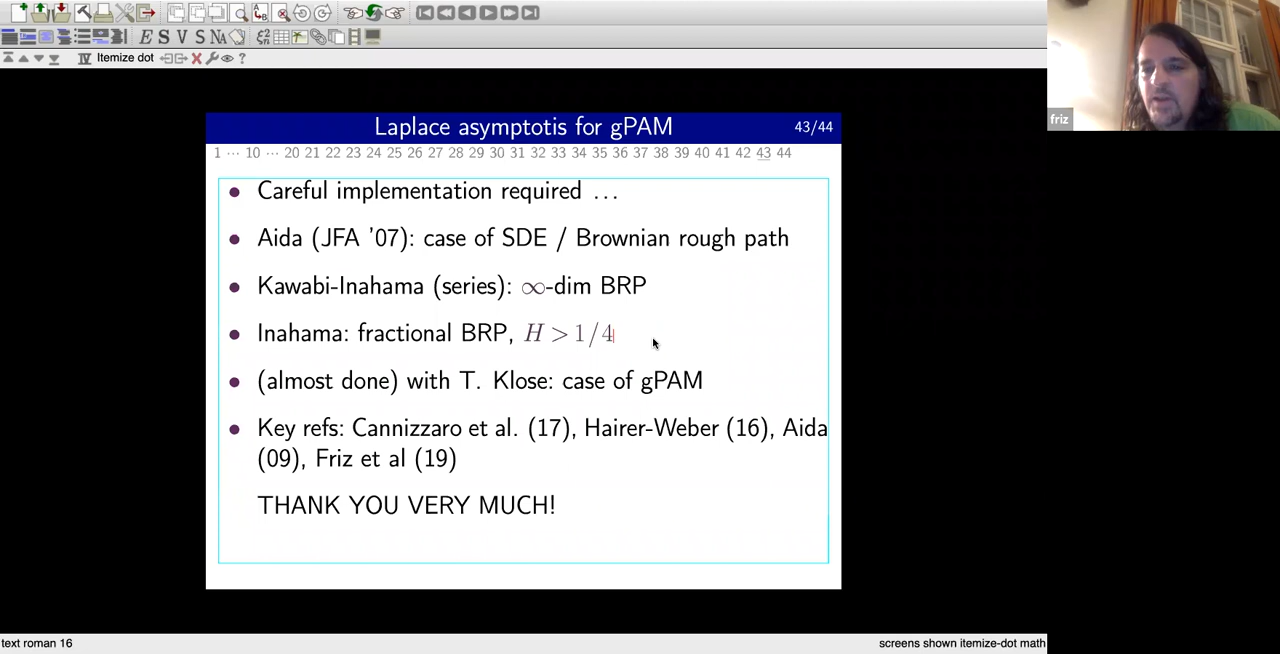 E S V S NA
IV Itemize dot ?
Laplace asymptotis for gPAM 43/44
1 ··· 10 ··· 20 21 22 23 24 25 26 27 28 29 30 31 32 33 34 35 36 37 38 39 40 41 42 43 44
• Careful implementation required ...
• Aida (JFA '07): case of SDE / Brownian rough path
• Kawabi-Inahama (series): ∞-dim BRP
• Inahama: fractional BRP, H > 1/4
• (almost done) with T. Klose: case of gPAM
• Key refs: Cannizzaro et al. (17), Hairer-Weber (16), Aida
(09), Friz et al (19)
THANK YOU VERY MUCH!
friz
text roman 16
screens shown itemize-dot math